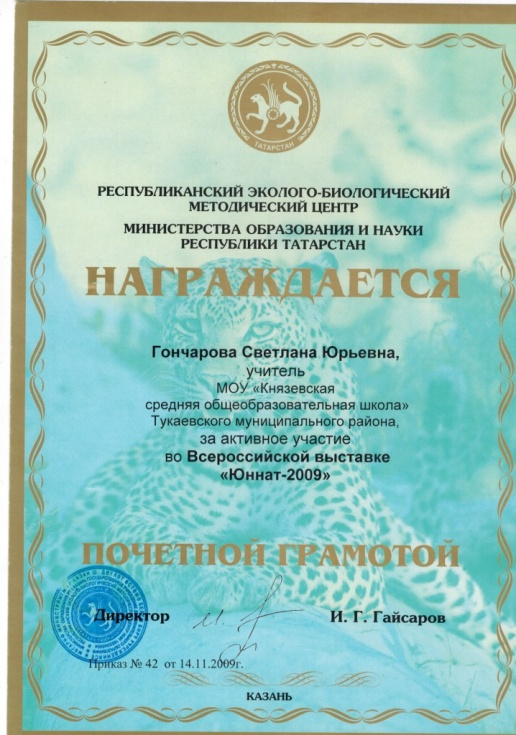 ТАТАРСТАН
РЕСПУБЛИКАНСКИЙ ЭКОЛОГО-БИОЛОГИЧЕСКИЙ
МЕТОДИЧЕСКИЙ ЦЕНТР
МИНИСТЕРСТВА ОБРАЗОВАНИЯ И НАУКИ
РЕСПУБЛИКИ ТАТАРСТАН
НАГРАЖДАЕТСЯ
Гончарова Светлана Юрьевна,
учитель
МОУ «Князевская
средняя общеобразовательная школа»
Тукаевского муниципального района,
за активное участие
во Всероссийской выставке
«Юннат-2009»
ПОЧЕТНОЙ ГРАМОТОЙ
Директор И. Г. Гайсаров
Приказ № 42 от 14.11.2009г.
КАЗАНЬ